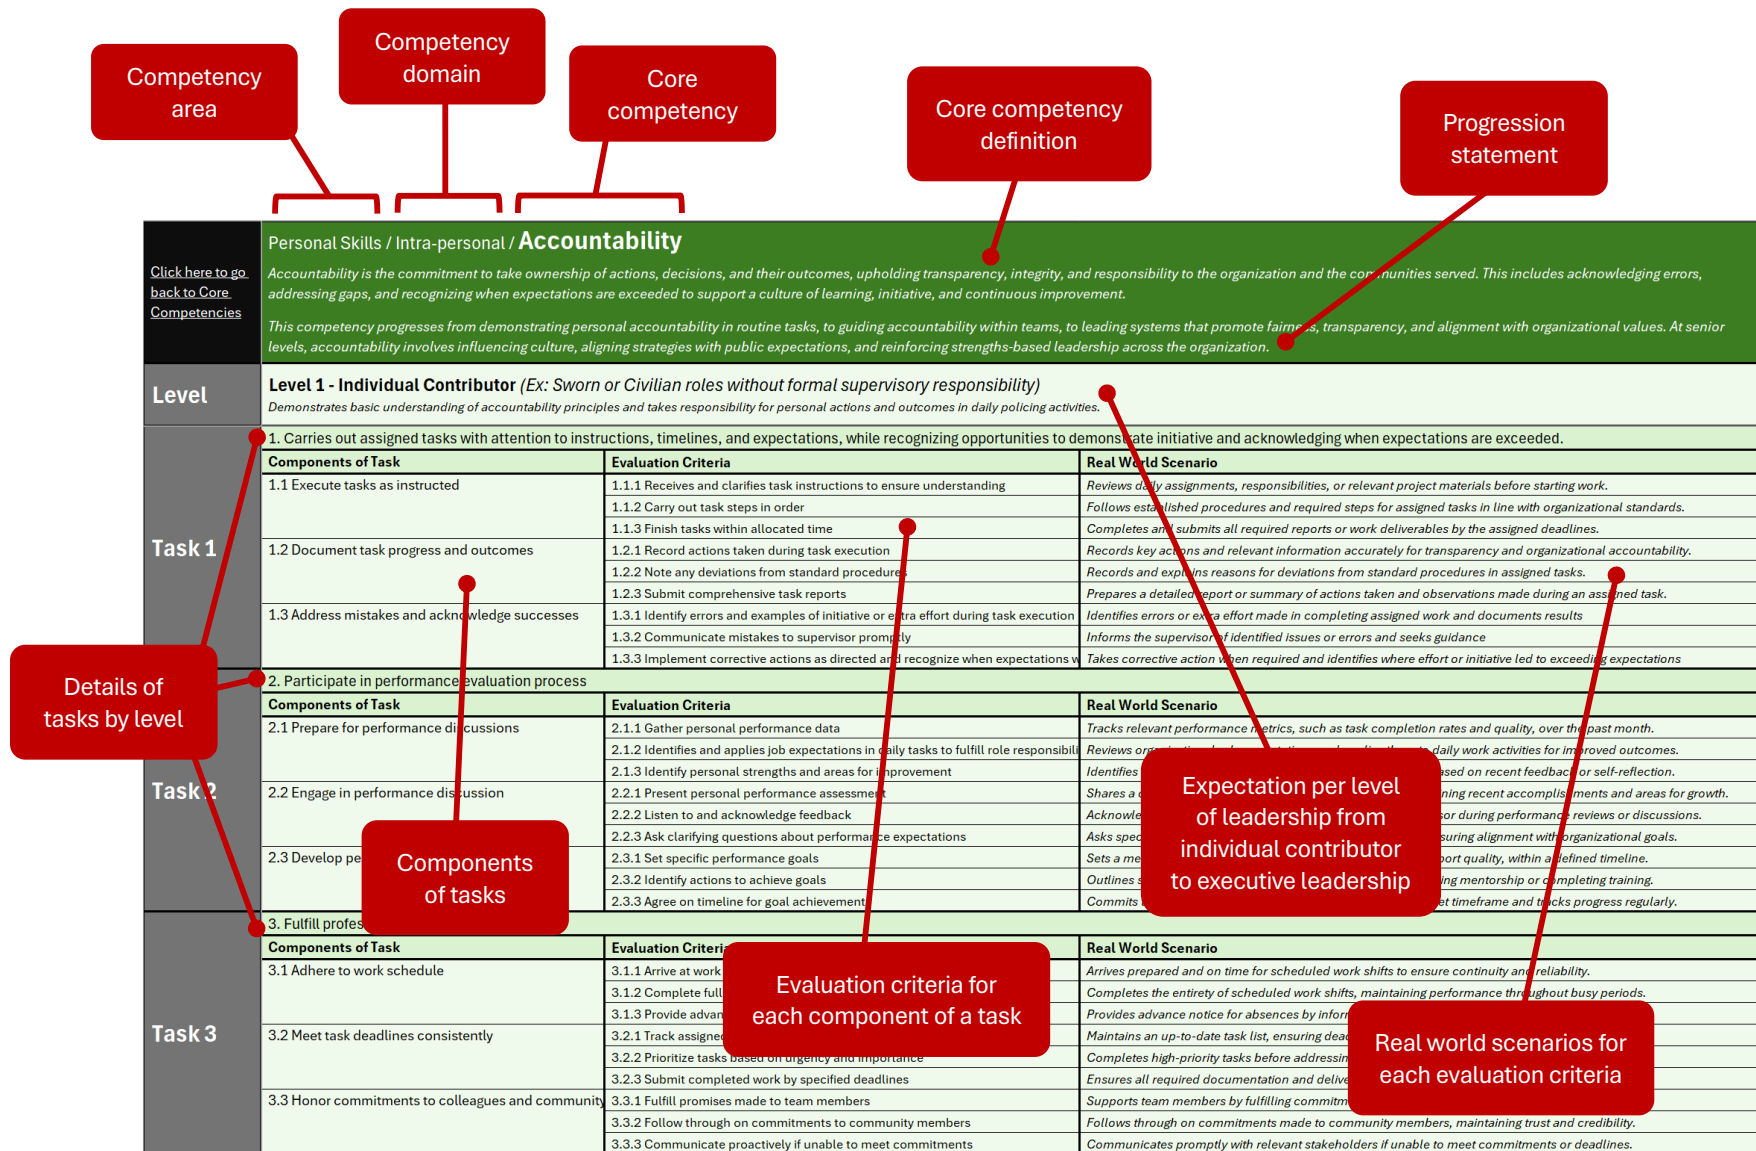 Competency
area
Competency
domain
Core
competency
Core competency
definition
Progression
statement
Click here to go
back to Core
Competencies
Personal Skills / Intra-personal / Accountability
Accountability is the commitment to take ownership of actions, decisions, and their outcomes, upholding transparency, integrity, and responsibility to the organization and the communities served. This includes acknowledging errors,
addressing gaps, and recognizing when expectations are exceeded to support a culture of learning, initiative, and continuous improvement.
This competency progresses from demonstrating personal accountability in routine tasks, to guiding accountability within teams, to leading systems that promote fairness, transparency, and alignment with organizational values. At senior
levels, accountability involves influencing culture, aligning strategies with public expectations, and reinforcing strengths-based leadership across the organization.
Level
Level 1 - Individual Contributor (Ex: Sworn or Civilian roles without formal supervisory responsibility)
Demonstrates basic understanding of accountability principles and takes responsibility for personal actions and outcomes in daily policing activities.
Task 1
1. Carries out assigned tasks with attention to instructions, timelines, and expectations, while recognizing opportunities to demonstrate initiative and acknowledging when expectations are exceeded.
Components of Task Evaluation Criteria Real World Scenario
1.1 Execute tasks as instructed 1.1.1 Receives and clarifies task instructions to ensure understanding Reviews daily assignments, responsibilities, or relevant project materials before starting work.
1.1.2 Carry out task steps in order Follows established procedures and required steps for assigned tasks in line with organizational standards.
1.1.3 Finish tasks within allocated time Completes and submits all required reports or work deliverables by the assigned deadlines.
1.2 Document task progress and outcomes 1.2.1 Record actions taken during task execution Records key actions and relevant information accurately for transparency and organizational accountability.
1.2.2 Note any deviations from standard procedures Records and explains reasons for deviations from standard procedures in assigned tasks.
1.2.3 Submit comprehensive task reports Prepares a detailed report or summary of actions taken and observations made during an assigned task.
1.3 Address mistakes and acknowledge successes 1.3.1 Identify errors and examples of initiative or extra effort during task execution Identifies errors or extra effort made in completing assigned work and documents results
1.3.2 Communicate mistakes to supervisor promptly Informs the supervisor of identified issues or errors and seeks guidance
1.3.3 Implement corrective actions as directed and recognize when expectations w Takes corrective action when required and identifies where effort or initiative led to exceeding expectations
Details of
tasks by level
Task 2
2. Participate in performance evaluation process
Components of Task Evaluation Criteria Real World Scenario
2.1 Prepare for performance discussions 2.1.1 Gather personal performance data Tracks relevant performance metrics, such as task completion rates and quality, over the past month.
2.1.2 Identifies and applies job expectations in daily tasks to fulfill role responsibili Reviews daily work activities for improved outcomes.
2.1.3 Identify personal strengths and areas for improvement Identifies ased on recent feedback or self-reflection.
2.2 Engage in performance discussion 2.2.1 Present personal performance assessment Shares a ning recent accomplishments and areas for growth.
2.2.2 Listen to and acknowledge feedback Acknowle or during performance reviews or discussions.
2.2.3 Ask clarifying questions about performance expectations Asks spec suring alignment with organizational goals.
2.3 Develop pe 2.3.1 Set specific performance goals Sets a me port quality, within a defined timeline.
2.3.2 Identify actions to achieve goals Outlines s ing mentorship or completing training.
2.3.3 Agree on timeline for goal achievement Commits et timeframe and tracks progress regularly.
Components
of tasks
Expectation per level
of leadership from
individual contributor
to executive leadership
Task 3
3. Fulfill profes
Components of Task Evaluation Criteria Real World Scenario
3.1 Adhere to work schedule 3.1.1 Arrive at work Arrives prepared and on time for scheduled work shifts to ensure continuity and reliability.
3.1.2 Complete full Completes the entirety of scheduled work shifts, maintaining performance throughout busy periods.
3.1.3 Provide advan Provides advance notice for absences by infor
3.2 Meet task deadlines consistently 3.2.1 Track assigned Maintains an up-to-date task list, ensuring dea
3.2.2 Prioritize tasks based on urgency and importance Completes high-priority tasks before addressin
3.2.3 Submit completed work by specified deadlines Ensures all required documentation and delive
3.3 Honor commitments to colleagues and community 3.3.1 Fulfill promises made to team members Supports team members by fulfilling commitm
3.3.2 Follow through on commitments to community members Follows through on commitments made to community members, maintaining trust and credibility.
3.3.3 Communicate proactively if unable to meet commitments Communicates promptly with relevant stakeholders if unable to meet commitments or deadlines.
Evaluation criteria for
each component of a task
Real world scenarios for
each evaluation criteria